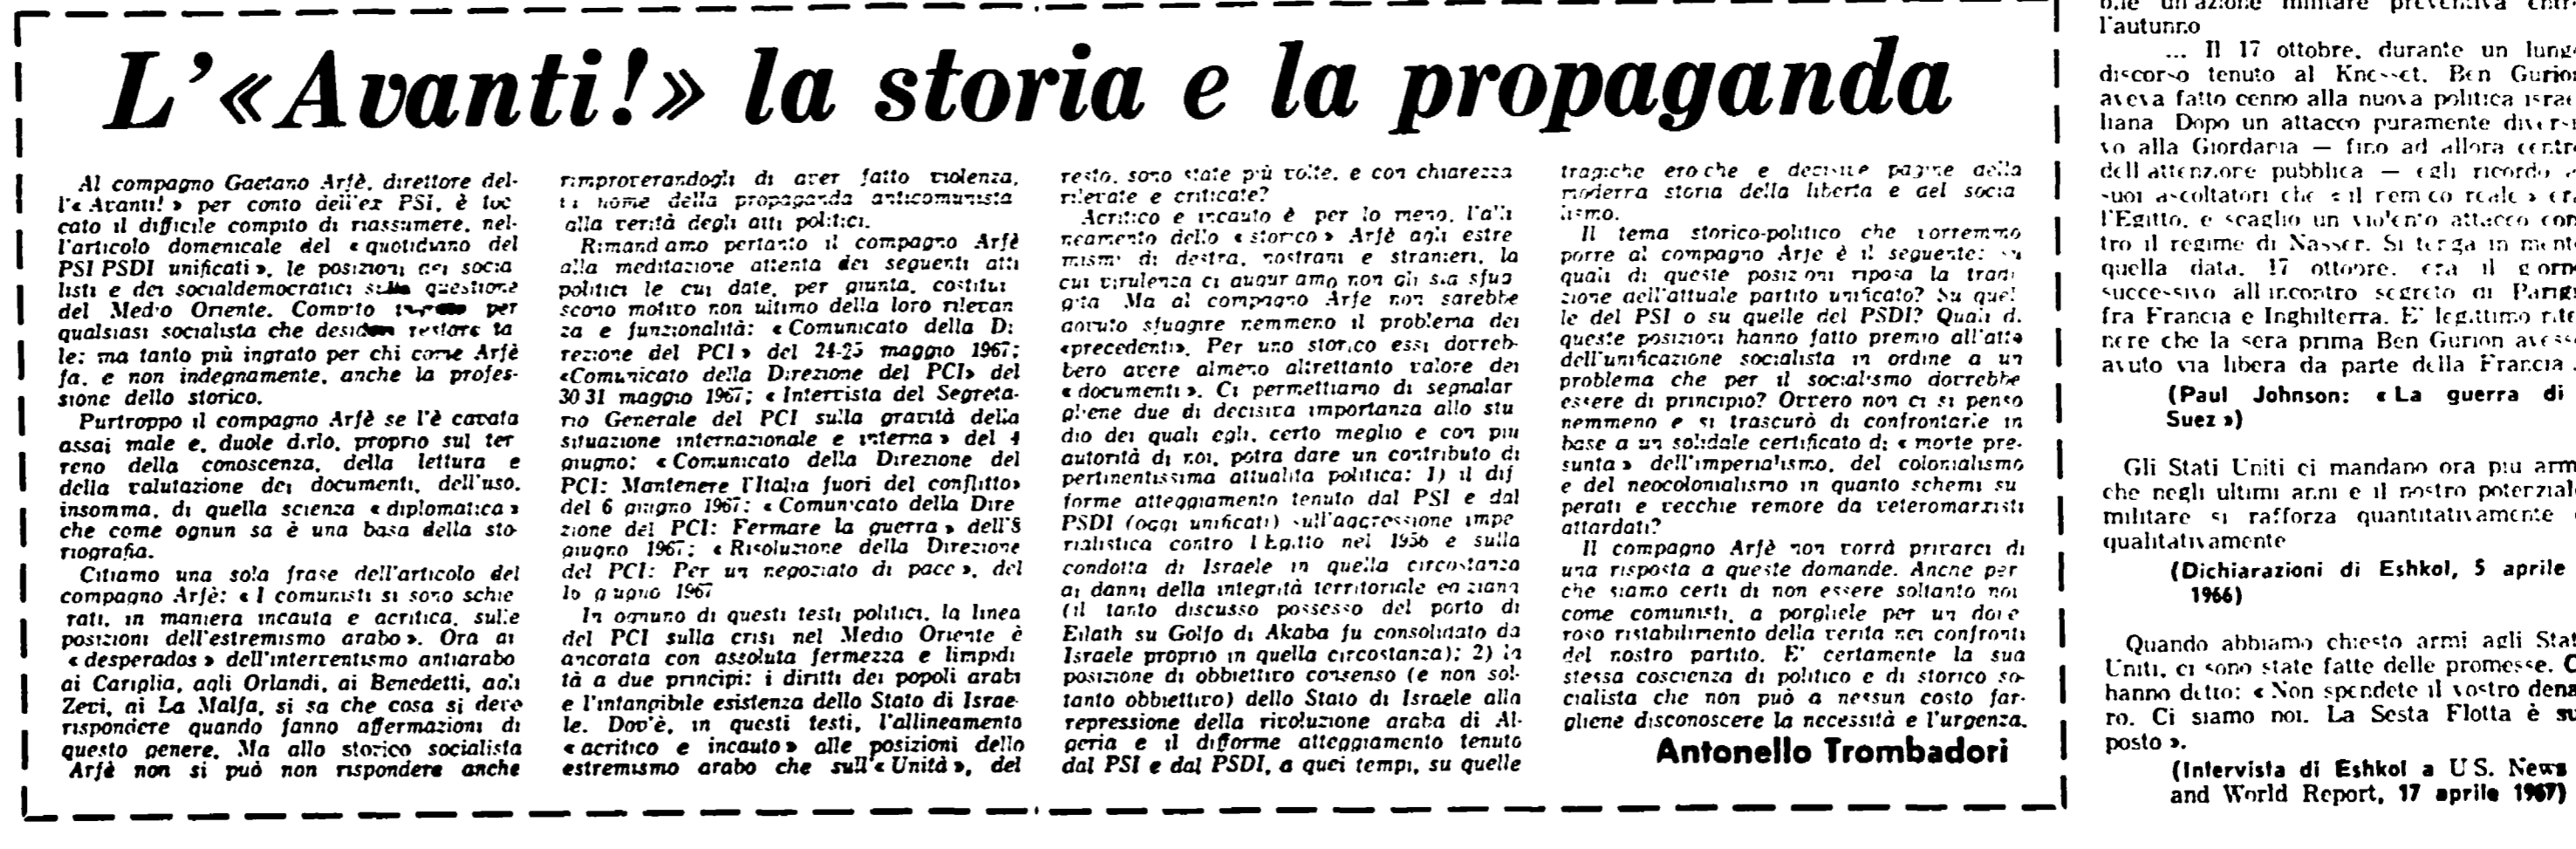 L'«Avanti!» la storia e la propaganda
Al compagno Gaetano Arfè, direttore del-
l'« Avanti! » per conto dell'ex PSI, è toc
cato il difficile compito di riassumere, nel-
l'articolo domenicale del « quotidiano del
PSI PSDI unificati », le posizioni dei socia
listi e dei socialdemocratici sulla questione
del Medio Oriente. Compito per
qualsiasi socialista che desideri restare ta
le: ma tanto più ingrato per chi come Arfè
fa, e non indegnamente, anche la profes-
sione dello storico.
Purtroppo il compagno Arfè se l'è cavata
assai male e, duole dirlo, proprio sul ter
reno della conoscenza, della lettura e
della valutazione dei documenti, dell'uso,
insomma, di quella scienza « diplomatica »
che come ognun sa è una basa della sto-
riografia.
Citiamo una sola frase dell'articolo del
compagno Arfè: « I comunisti si sono schie
rati, in maniera incauta e acritica, sulle
posizioni dell'estremismo arabo ». Ora ai
« desperados » dell'interventismo antiarabo
ai Cariglia, agli Orlandi, ai Benedetti, agli
Zevi, ai La Malfa, si sa che cosa si deve
rispondere quando fanno affermazioni di
questo genere. Ma allo storico socialista
Arfè non si può non rispondere anche
rimproverandogli di aver fatto violenza,
in nome della propaganda anticomunista
alla verità degli atti politici.
Rimandiamo pertanto il compagno Arfè
alla meditazione attenta dei seguenti atti
politici le cui date, per giunta, costitui
scono motivo non ultimo della loro rilevan
za e funzionalità: « Comunicato della Di
rezione del PCI » del 24-25 maggio 1967;
«Comunicato della Direzione del PCI» del
30 31 maggio 1967; « Intervista del Segreta-
rio Generale del PCI sulla gravità della
situazione internazionale e interna » del 4
giugno; « Comunicato della Direzione del
PCI: Mantenere l'Italia fuori del conflitto»
del 6 giugno 1967; « Comunicato della Dire
zione del PCI: Fermare la guerra » dell'8
giugno 1967; « Risoluzione della Direzione
del PCI: Per un negoziato di pace », del
16 giugno 1967
In ognuno di questi testi politici, la linea
del PCI sulla crisi nel Medio Oriente è
ancorata con assoluta fermezza e limpidi
tà a due principi: i diritti dei popoli arabi
e l'intangibile esistenza dello Stato di Israe-
le. Dov'è, in questi testi, l'allineamento
« acritico e incauto » alle posizioni dello
estremismo arabo che sull'« Unità », del
resto, sono state più volte, e con chiarezza
rilevate e criticate?
Acritico e incauto è per lo meno, l'alli
neamento dello « storico » Arfè agli estre
mismi di destra, nostrani e stranieri, la
cui virulenza ci auguriamo non gli sia sfug
gita Ma al compagno Arfè non sarebbe
dovuto sfuggire nemmeno il problema dei
«precedenti». Per uno storico essi dovreb-
bero avere almeno altrettanto valore dei
« documenti ». Ci permettiamo di segnalar
gliene due di decisiva importanza allo stu
dio dei quali egli, certo meglio e con più
autorità di noi, potrà dare un contributo di
pertinentissima attualità politica: 1) il dif
forme atteggiamento tenuto dal PSI e dal
PSDI (oggi unificati) sull'aggressione impe
rialistica contro l'Egitto nel 1956 e sulla
condotta di Israele in quella circostanza
ai danni della integrità territoriale egiziana
(il tanto discusso possesso del porto di
Eilath su Golfo di Akaba fu consolidato da
Israele proprio in quella circostanza); 2) la
posizione di obbiettivo consenso (e non sol-
tanto obbiettivo) dello Stato di Israele alla
repressione della rivoluzione araba di Al-
geria e il difforme atteggiamento tenuto
dal PSI e dal PSDI, a quei tempi, su quelle
tragiche eroiche e decisive pagine della
moderna storia della libertà e del socia
lismo.
Il tema storico-politico che vorremmo
porre al compagno Arfè è il seguente: su
quali di queste posizioni riposa la tradi
zione dell'attuale partito unificato? Su quel
le del PSI o su quelle del PSDI? Quali di
queste posizioni hanno fatto premio all'atto
dell'unificazione socialista in ordine a un
problema che per il socialismo dovrebbe
essere di principio? Ovvero non ci si pensò
nemmeno e si trascurò di confrontarle in
base a un solidale certificato di « morte pre-
sunta » dell'imperialismo, del colonialismo
e del neocolonialismo in quanto schemi su
perati e vecchie remore da veteromarxisti
attardati?
Il compagno Arfè non vorrà privarci di
una risposta a queste domande. Anche per
che siamo certi di non essere soltanto noi
come comunisti, a porgliele per un dove
roso ristabilimento della verità nei confronti
del nostro partito. E' certamente la sua
stessa coscienza di politico e di storico so-
cialista che non può a nessun costo far-
gliene disconoscere la necessità e l'urgenza.
Antonello Trombadori
l'autunno
... Il 17 ottobre, durante un lung
discorso tenuto al Knesset, Ben Gurion
aveva fatto cenno alla nuova politica israe
liana Dopo un attacco puramente diversi
vo alla Giordania — fino ad allora centro
dell'attenzione pubblica — egli ricordò a
suoi ascoltatori che « il nemico reale » era
l'Egitto, e scagliò un violento attacco con
tro il regime di Nasser. Si tenga in mente
quella data, 17 ottobre, era il giorno
successivo all'incontro segreto di Parigi
fra Francia e Inghilterra. E' legittimo rite
nere che la sera prima Ben Gurion avesse
avuto via libera da parte della Francia
(Paul Johnson: « La guerra di
Suez »)
Gli Stati Uniti ci mandano ora più armi
che negli ultimi anni e il nostro potenziale
militare si rafforza quantitativamente e
qualitativamente
(Dichiarazioni di Eshkol, 5 aprile
1966)
Quando abbiamo chiesto armi agli Stat
Uniti, ci sono state fatte delle promesse. C
hanno detto: « Non spendete il vostro dena
ro. Ci siamo noi. La Sesta Flotta è su
posto ».
(Intervista di Eshkol a U S. News
and World Report, 17 aprile 1967)